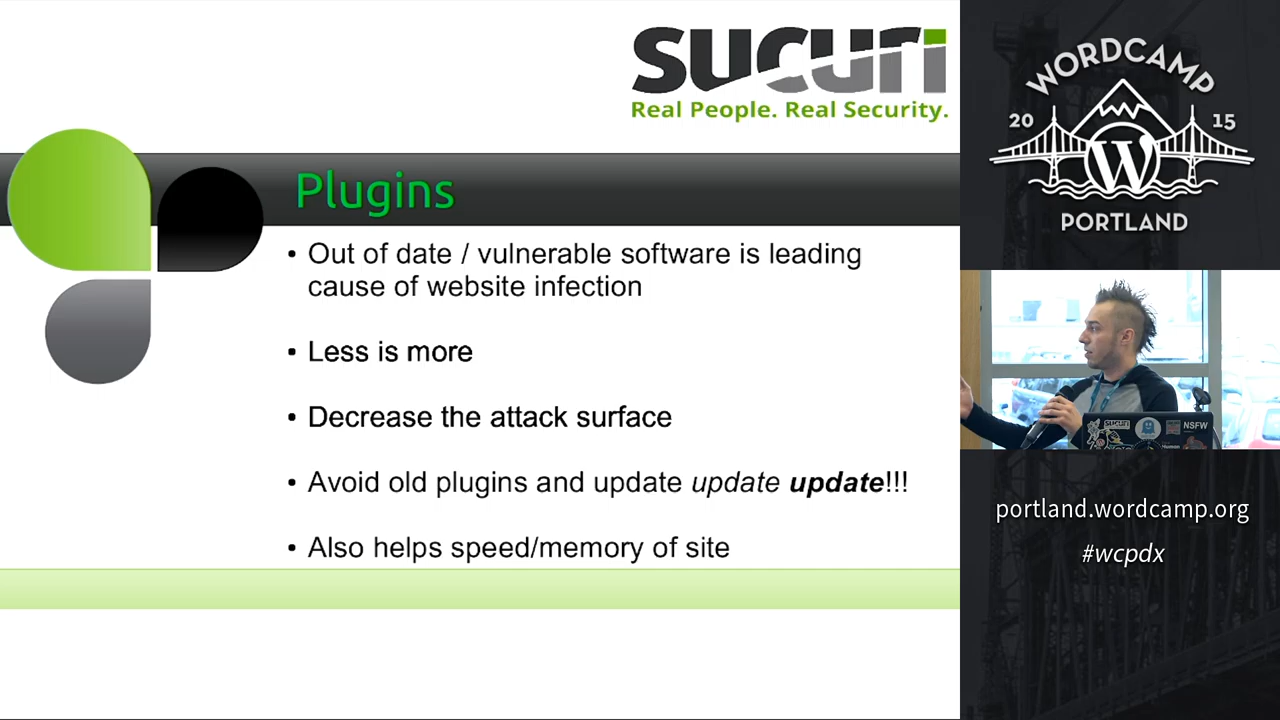 sucuri
Real People. Real Security.
Plugins
• Out of date / vulnerable software is leading
cause of website infection
• Less is more
• Decrease the attack surface
• Avoid old plugins and update update update!!!
• Also helps speed/memory of site
WORDCAMP
20 15
W
PORTLAND
SUCURI
NSFW
portland.wordcamp.org
#wcpdx